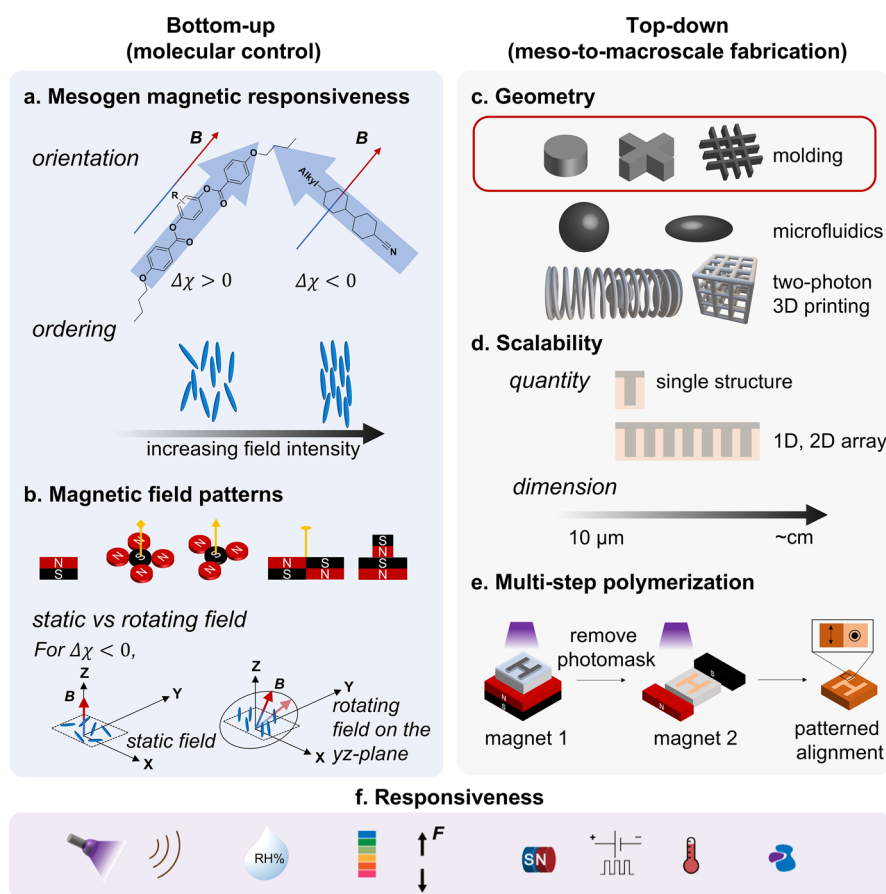 Bottom-up
(molecular control)
Top-down
(meso-to-macroscale fabrication)
a. Mesogen magnetic responsiveness
orientation
B
B
R
O
O
O
O
O
O
Alkyl
N
Δχ > 0
Δχ < 0
ordering
increasing field intensity
b. Magnetic field patterns
N
S
N
N
S
N
N
N
S
N
N
S
S
N
S
N
S
N
static vs rotating field
For Δχ < 0,
Z
B
Y
X
static field
Z
B
Y
X
rotating
field on the
yz-plane
c. Geometry
molding
microfluidics
two-photon
3D printing
d. Scalability
quantity
single structure
1D, 2D array
dimension
10 µm
~cm
e. Multi-step polymerization
remove
photomask
H
N
S
magnet 1
S
H
N
magnet 2
H
patterned
alignment
f. Responsiveness
RH%
F
SN
+
−